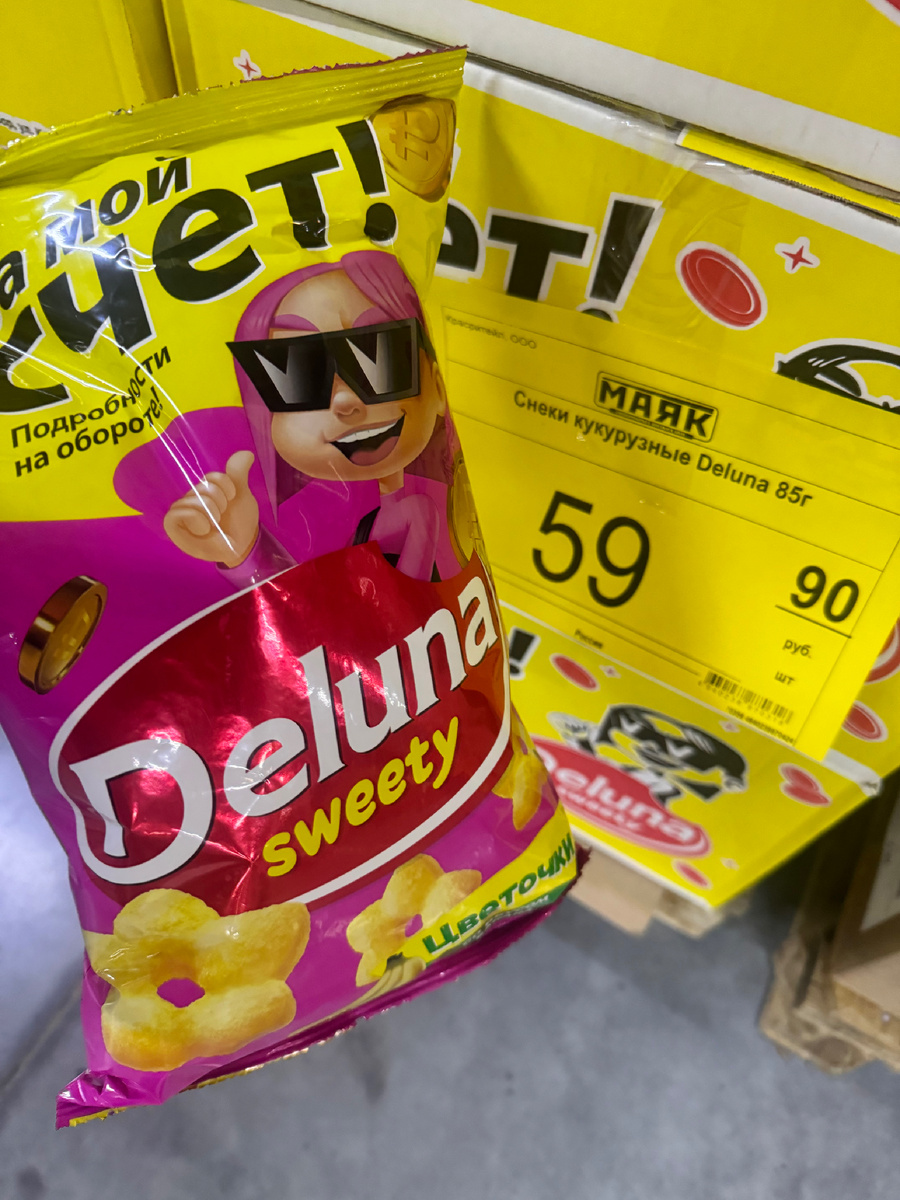 а мой
счет!
Подробности
на обороте!
Deluna
sweety
Цветочки
ет!
МАЯК
Снеки кукурузные Deluna 85г
59
90
руб.
шт
Россия
!
Deluna